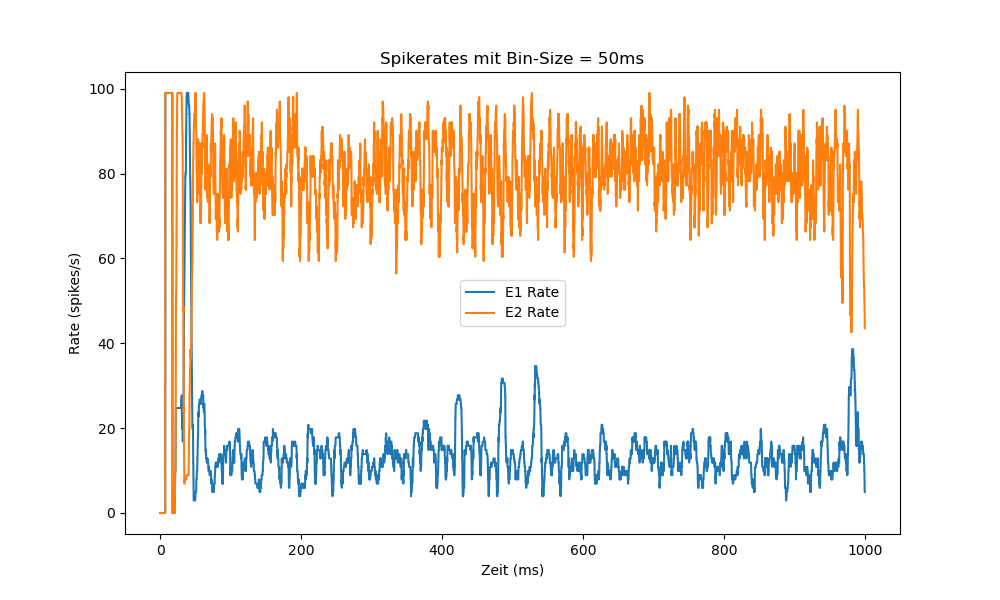 Spikerates mit Bin-Size = 50ms
100
80
60
40
20
0
Rate (spikes/s)
E1 Rate
E2 Rate
0 200 400 600 800 1000
Zeit (ms)